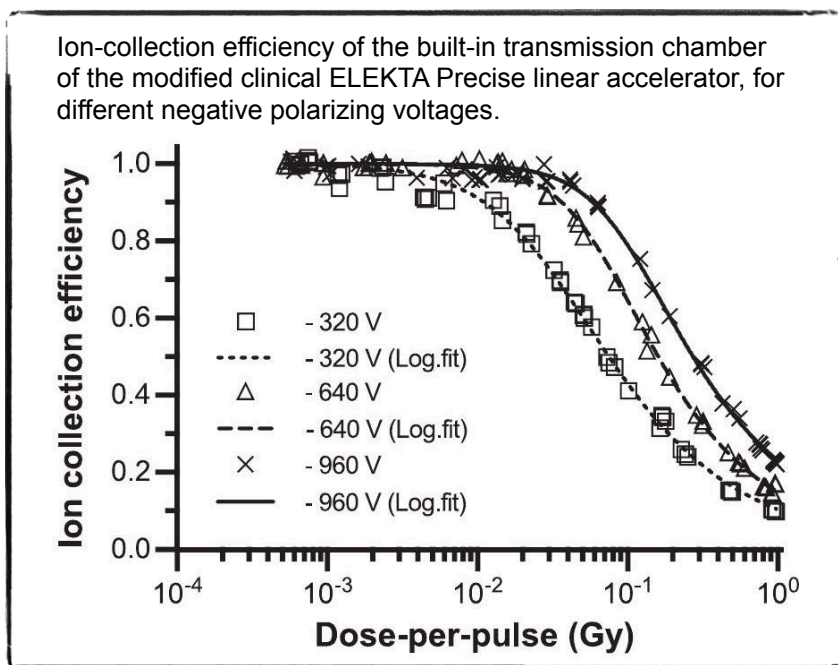 Ion-collection efficiency of the built-in transmission chamber
of the modified clinical ELEKTA Precise linear accelerator, for
different negative polarizing voltages.
Ion collection efficiency
1.0
0.8
0.6
0.4
0.2
0.0
- 320 V
- 320 V (Log.fit)
- 640 V
- 640 V (Log.fit)
- 960 V
- 960 V (Log.fit)
10⁻⁴ 10⁻³ 10⁻² 10⁻¹ 10⁰
Dose-per-pulse (Gy)